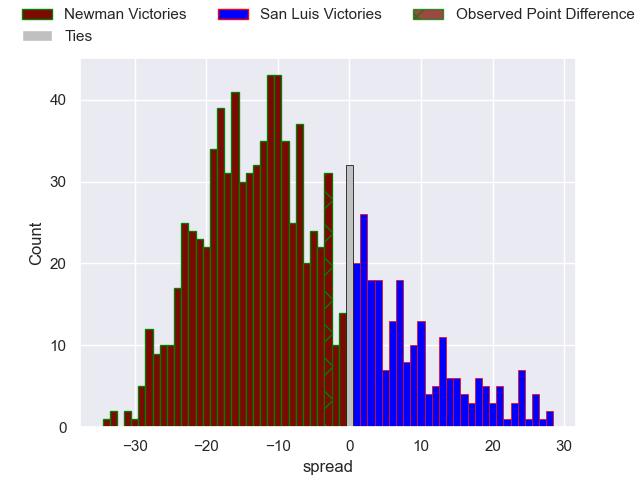 Newman Victories San Luis Victories Observed Point Difference
Ties
40
30
20
10
0
Count
−30 −20 −10 0 10 20 30
spread